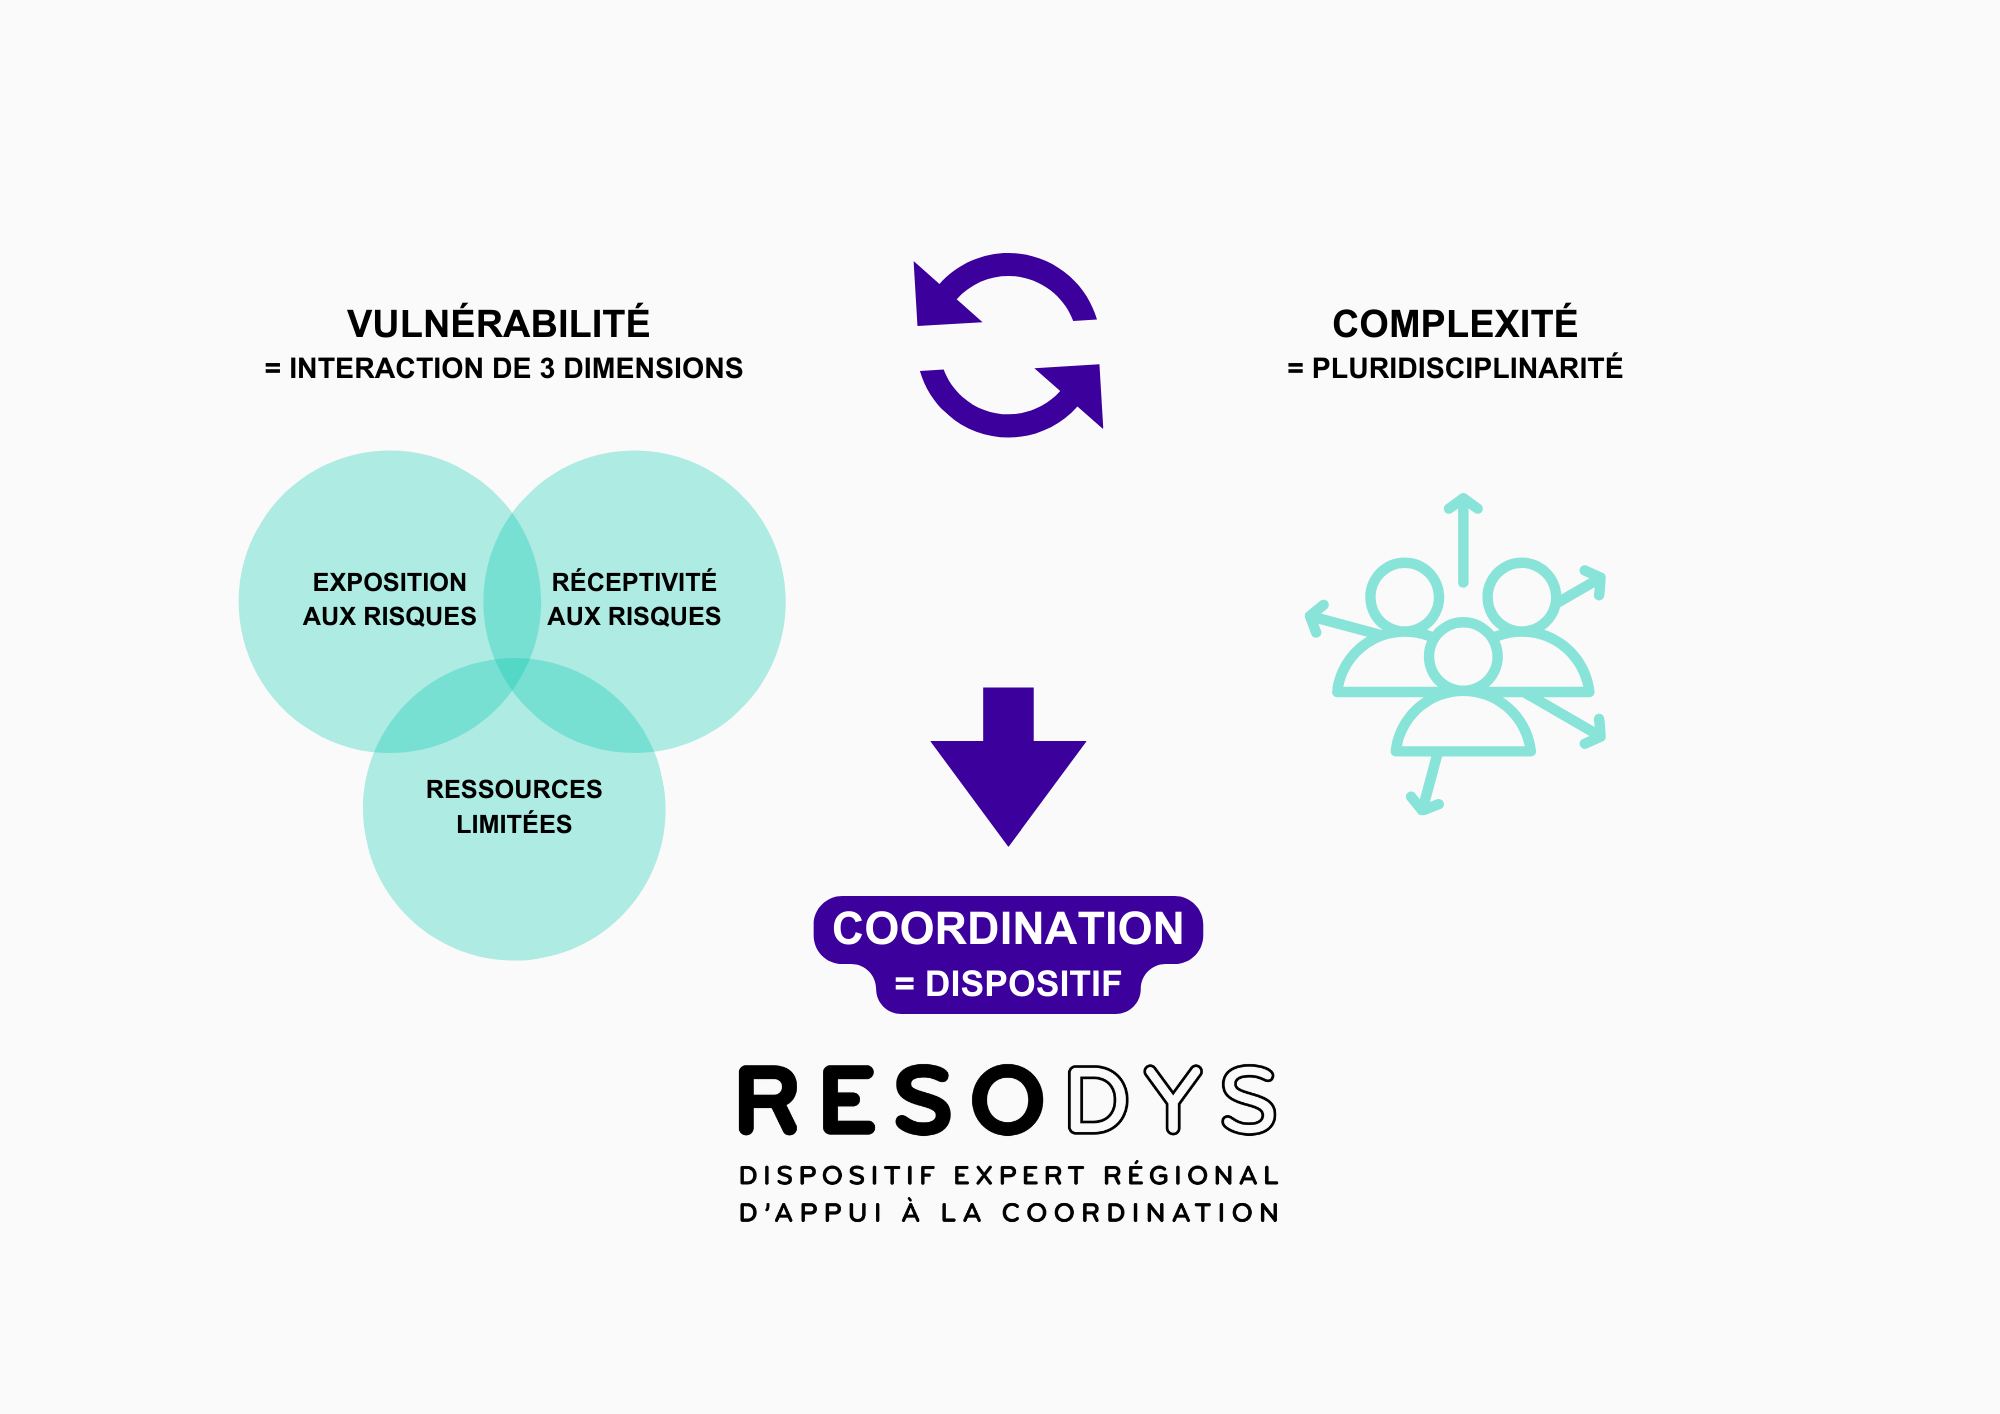 VULNÉRABILITÉ
= INTERACTION DE 3 DIMENSIONS
EXPOSITION
AUX RISQUES
RÉCEPTIVITÉ
AUX RISQUES
RESSOURCES
LIMITÉES
COMPLEXITÉ
= PLURIDISCIPLINARITÉ
COORDINATION
= DISPOSITIF
RESODYS
DISPOSITIF EXPERT RÉGIONAL
D'APPUI À LA COORDINATION